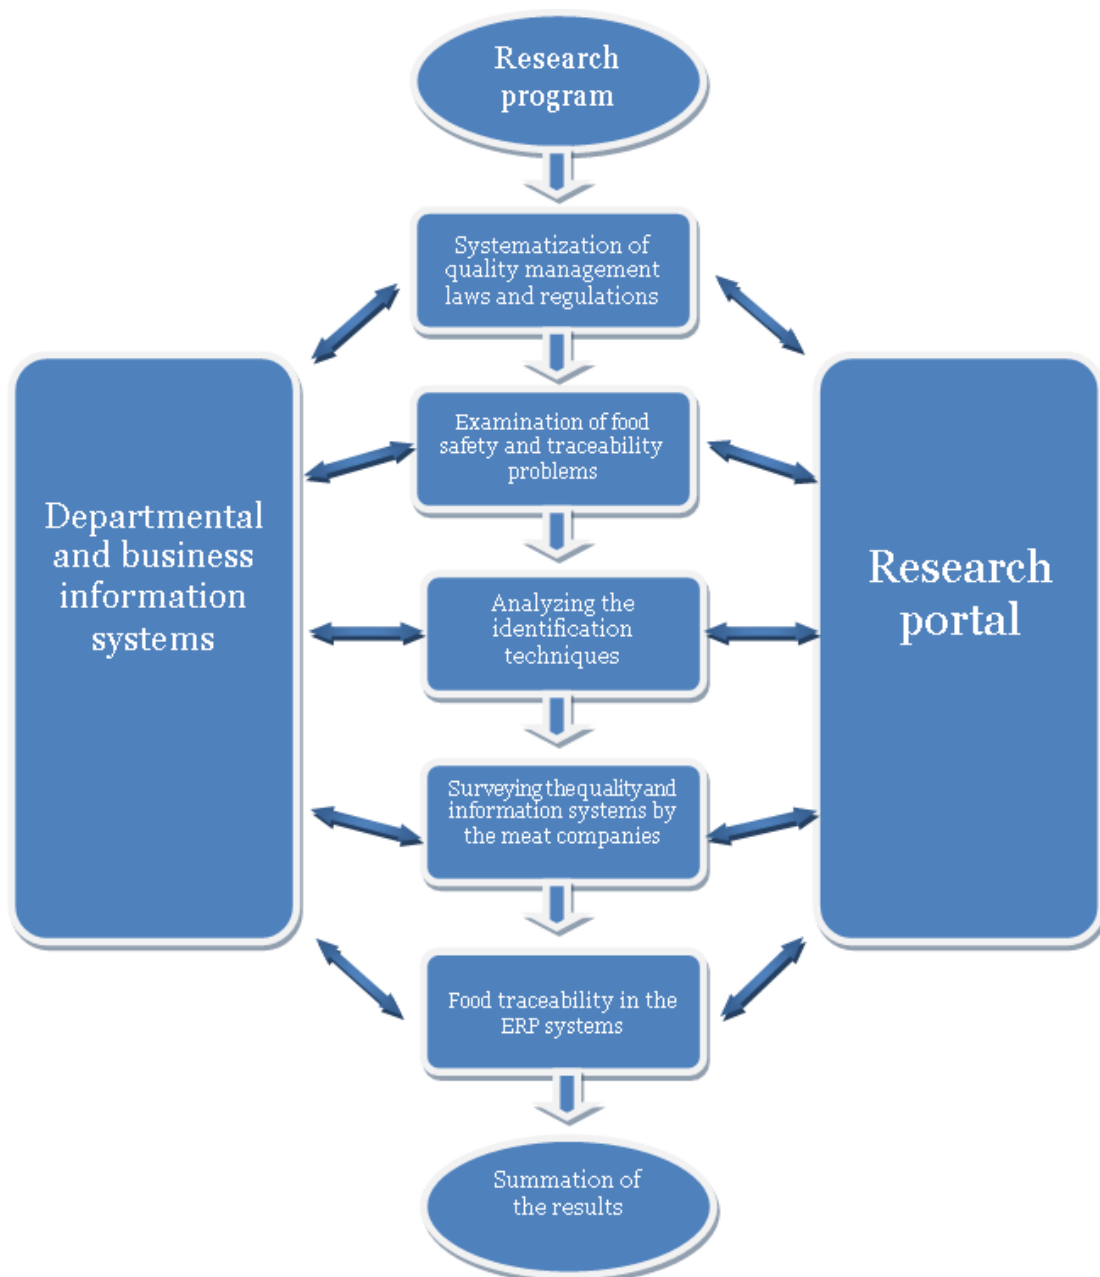 Research
program
Systematization of
quality management
laws and regulations
Examination of food
safety and traceability
problems
Departmental
and business
information
systems
Research
portal
Analyzing the
identification
techniques
Surveying the quality and
information systems by
the meat companies
Food traceability in the
ERP systems
Summation of
the results